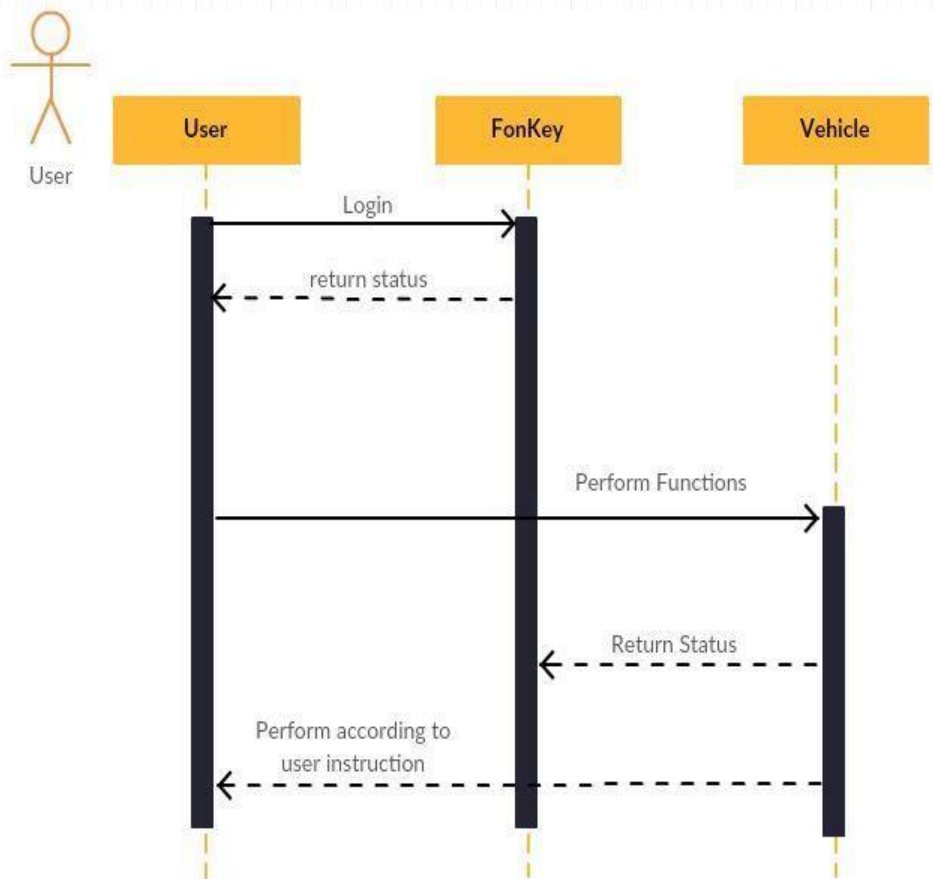 User
User
FonKey
Vehicle
Login
return status
Perform Functions
Return Status
Perform according to
user instruction